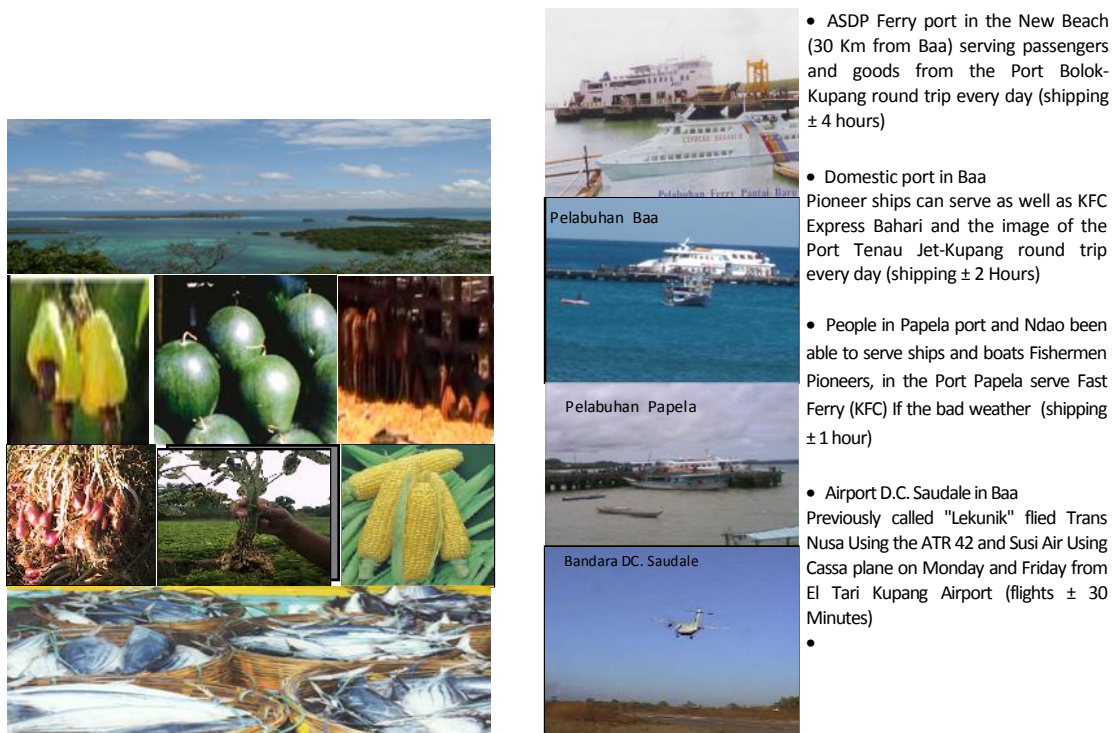 EXPRESS BAHARI
Pelabuhan Ferry Pantai Baru
Pelabuhan Baa
Pelabuhan Papela
Bandara DC. Saudale
• ASDP Ferry port in the New Beach
(30 Km from Baa) serving passengers
and goods from the Port Bolok-
Kupang round trip every day (shipping
± 4 hours)
• Domestic port in Baa
Pioneer ships can serve as well as KFC
Express Bahari and the image of the
Port Tenau Jet-Kupang round trip
every day (shipping ± 2 Hours)
• People in Papela port and Ndao been
able to serve ships and boats Fishermen
Pioneers, in the Port Papela serve Fast
Ferry (KFC) If the bad weather (shipping
± 1 hour)
• Airport D.C. Saudale in Baa
Previously called "Lekunik" flied Trans
Nusa Using the ATR 42 and Susi Air Using
Cassa plane on Monday and Friday from
El Tari Kupang Airport (flights ± 30
Minutes)
•